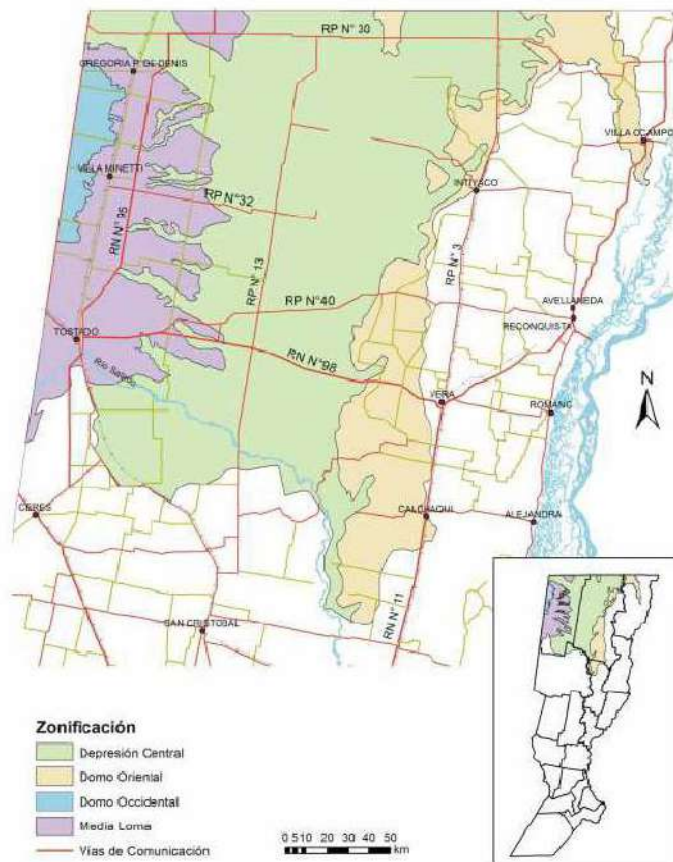 RP N° 30
GREGORIA P. DE DENIS
VILLA OCAMPO
VILLA MINETTI
INTIYSCO
RP N°32
RN N°95
RP N° 13
RP N° 3
RP N°40
AVELLANEDA
RECONQUISTA
TOSTADO
RN N°98
Río Salado
VERA
ROMANG
N
CERES
CALCHAQUI
ALEJANDRA
SAN CRISTOBAL
RN N° 11
Zonificación
Depresión Central
Domo Oriental
Domo Occidental
Media Loma
Vías de Comunicación
0 5 10 20 30 40 50
km